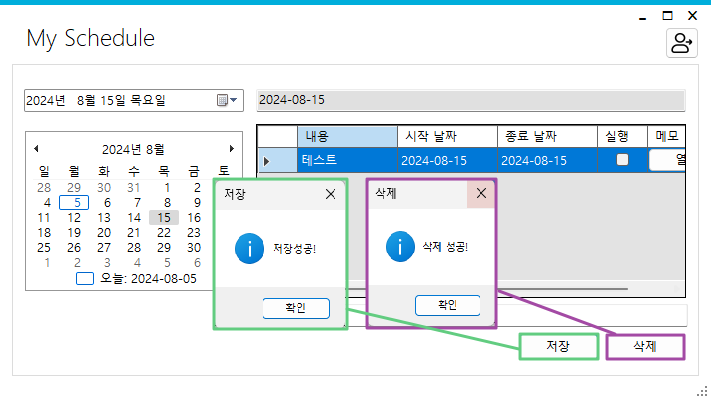 My Schedule
2024년 8월 15일 목요일
2024-08-15
2024년 8월
일 월 화 수 목 금 토
28 29 30 31 1 2
4 5 6 7 8 9
11 12 13 14 15 16
18 19 20 21 22 23
25 26 27 28 29 30
1 2 3 4 5 6
오늘: 2024-08-05
내용 시작 날짜 종료 날짜 실행 메모
테스트 2024-08-15 2024-08-15 열
저장
저장성공!
확인
삭제
삭제 성공!
확인
저장 삭제